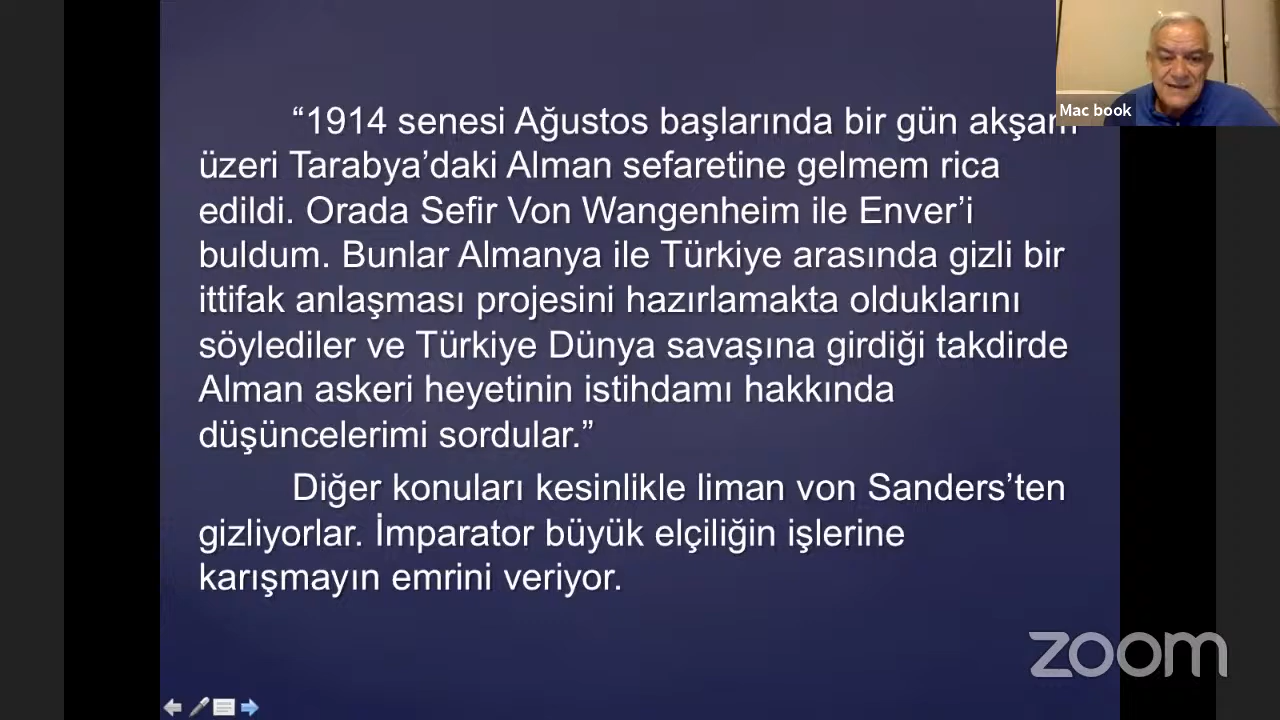 “1914 senesi Ağustos başlarında bir gün akşam
üzeri Tarabya’daki Alman sefaretine gelmem rica
edildi. Orada Sefir Von Wangenheim ile Enver’i
buldum. Bunlar Almanya ile Türkiye arasında gizli bir
ittifak anlaşması projesini hazırlamakta olduklarını
söylediler ve Türkiye Dünya savaşına girdiği takdirde
Alman askeri heyetinin istihdamı hakkında
düşüncelerimi sordular.”
Diğer konuları kesinlikle liman von Sanders’ten
gizliyorlar. İmparator büyük elçiliğin işlerine
karışmayın emrini veriyor.
Mac book
zoom